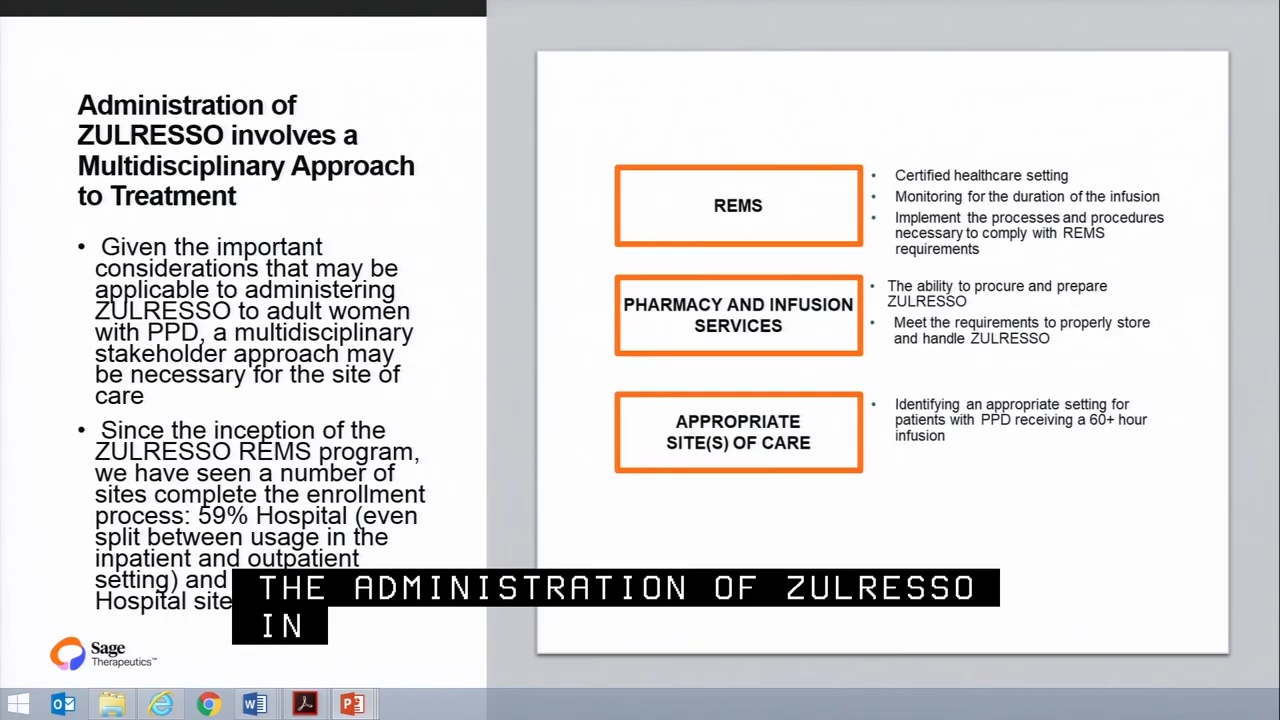 Administration of
ZULRESSO involves a
Multidisciplinary Approach
to Treatment
• Given the important
considerations that may be
applicable to administering
ZULRESSO to adult women
with PPD, a multidisciplinary
stakeholder approach may
be necessary for the site of
care
• Since the inception of the
ZULRESSO REMS program,
we have seen a number of
sites complete the enrollment
process: 59% Hospital (even
split between usage in the
inpatient and outpatient
setting) and
Hospital site
REMS
• Certified healthcare setting
• Monitoring for the duration of the infusion
• Implement the processes and procedures
necessary to comply with REMS
requirements
PHARMACY AND INFUSION
SERVICES
• The ability to procure and prepare
ZULRESSO
• Meet the requirements to properly store
and handle ZULRESSO
APPROPRIATE
SITE(S) OF CARE
• Identifying an appropriate setting for
patients with PPD receiving a 60+ hour
infusion
THE ADMINISTRATION OF ZULRESSO
IN
Sage
Therapeutics™